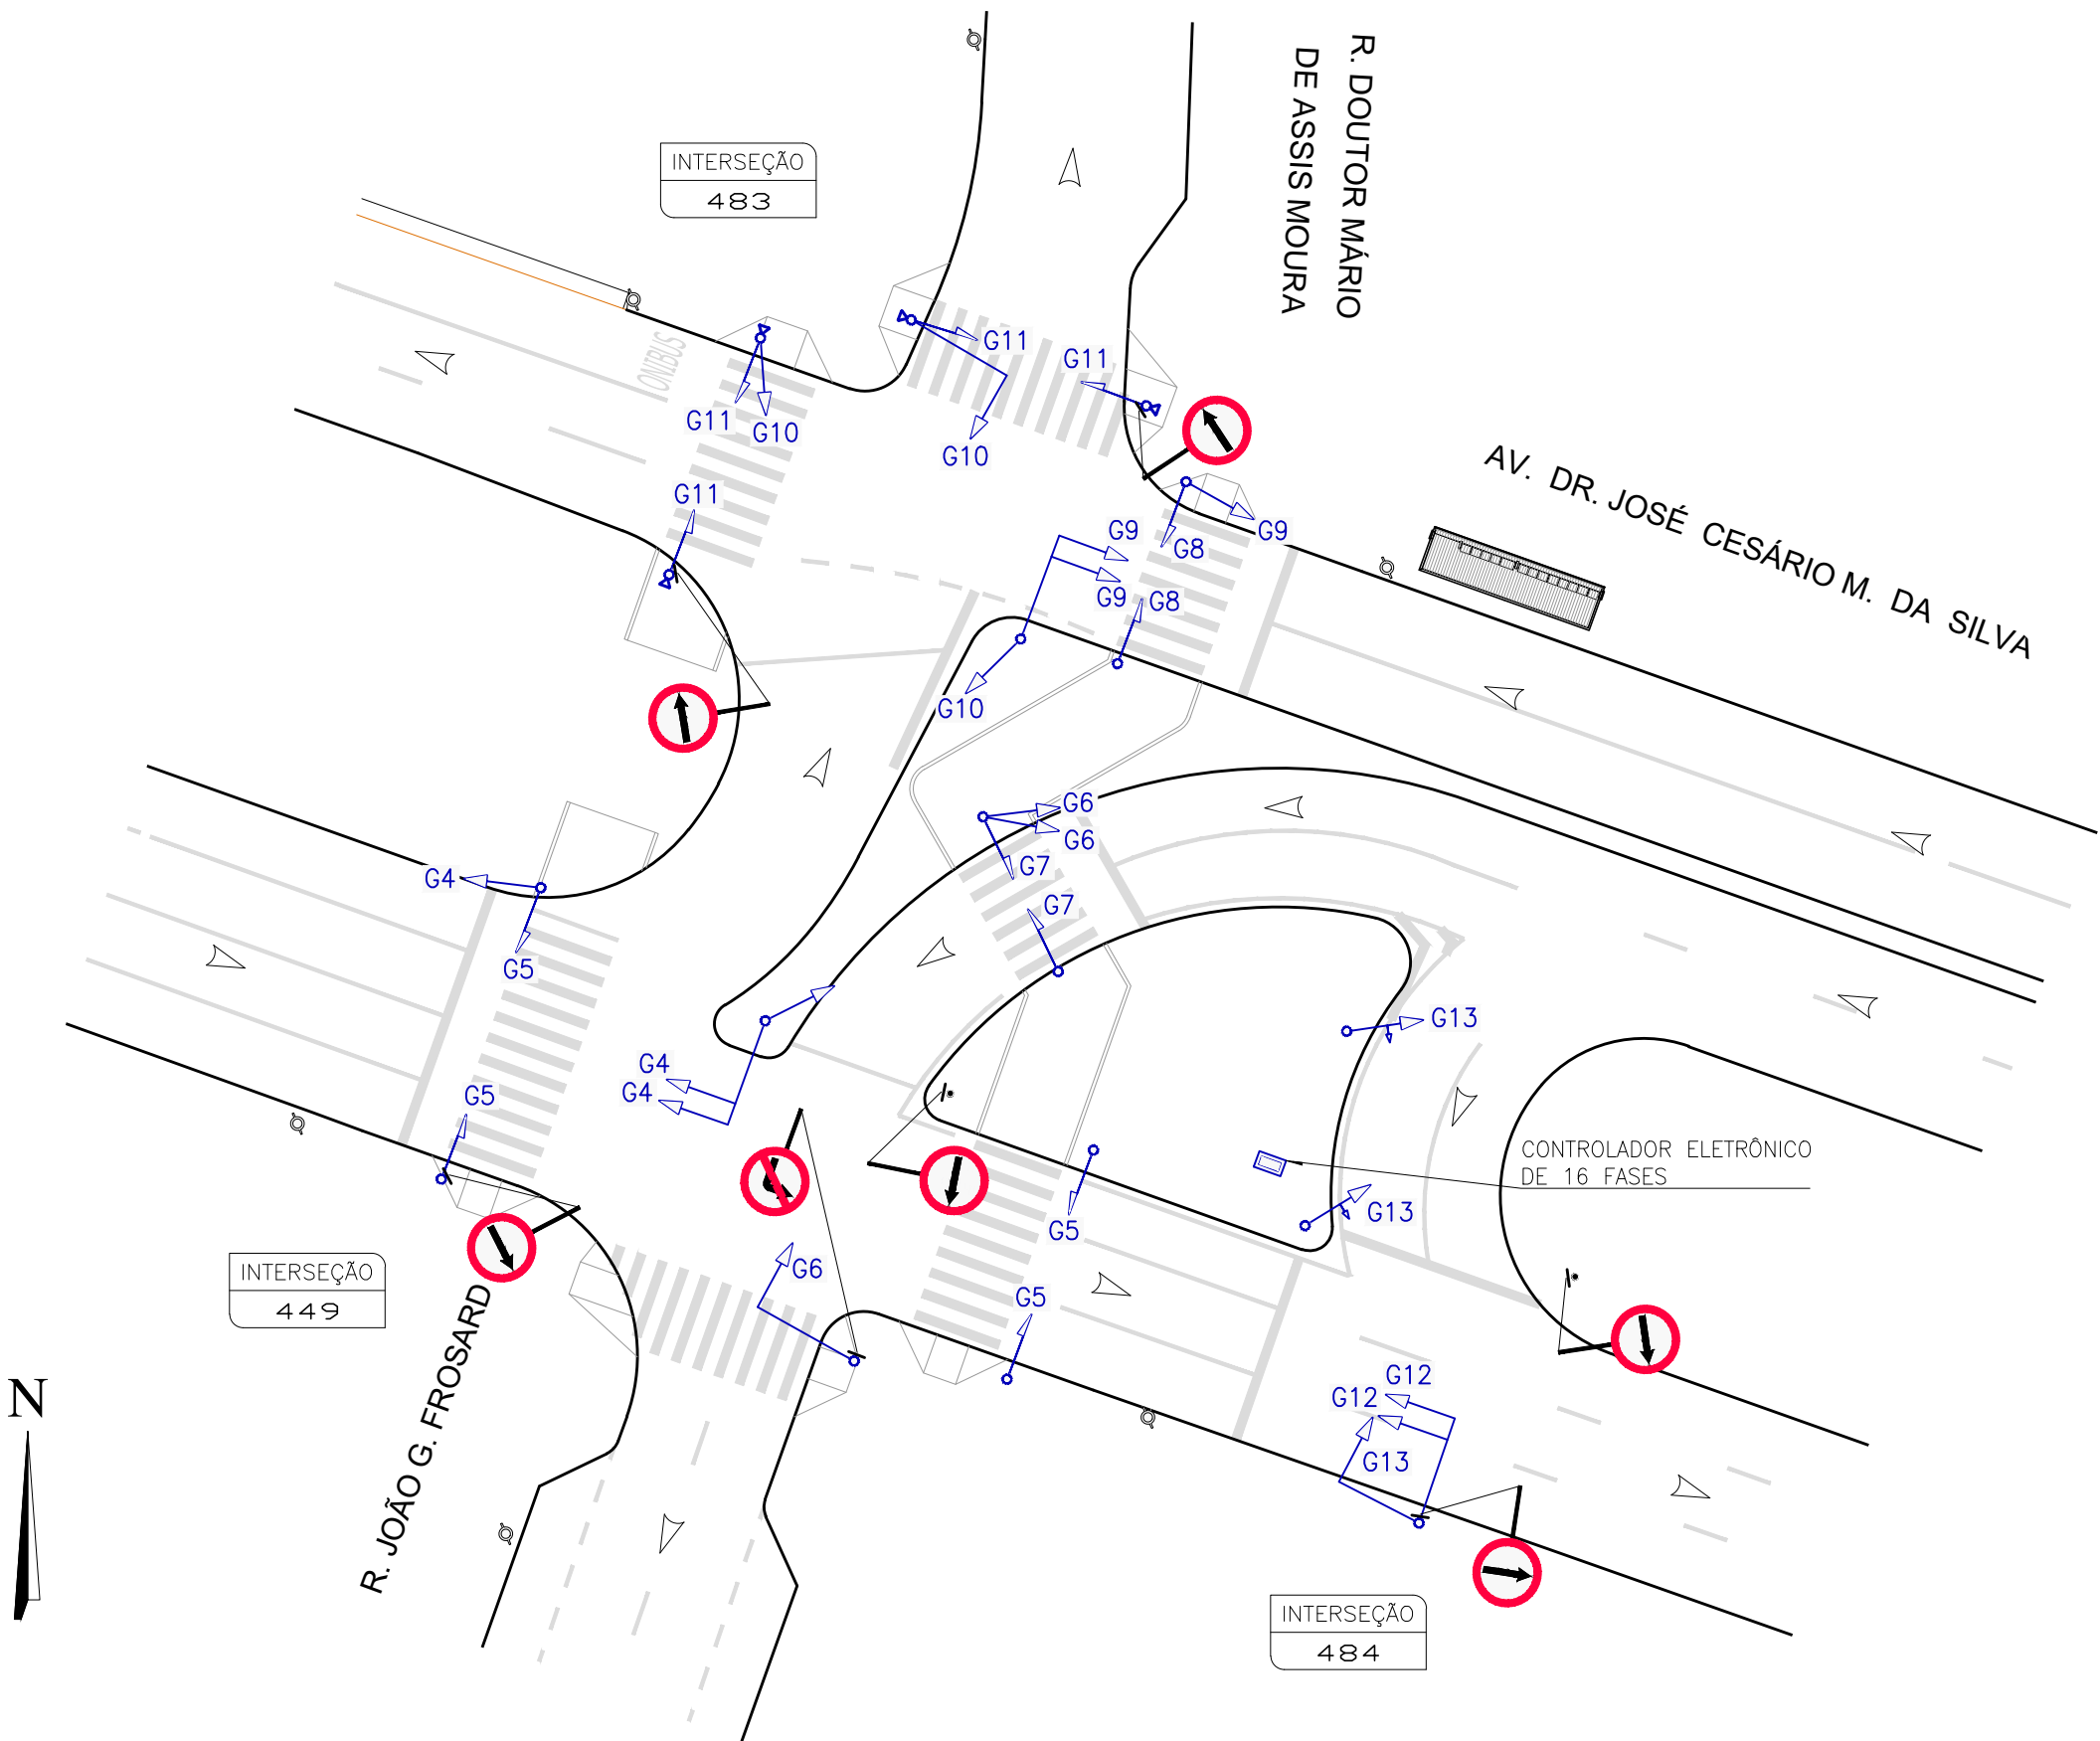 R. DOUTOR MÁRIO
DE ASSIS MOURA
INTERSEÇÃO
483
ONIBUS
G11
G11
G11
G10
G10
G11
AV. DR. JOSÉ CESÁRIO M. DA SILVA
G9
G9
G8
G9
G8
G10
G6
G6
G7
G4
G7
G5
G13
G4
G4
G5
CONTROLADOR ELETRÔNICO
DE 16 FASES
G13
G5
INTERSEÇÃO
449
G6
G5
R. JOÃO G. FROSARD
N
G12
G12
G13
INTERSEÇÃO
484